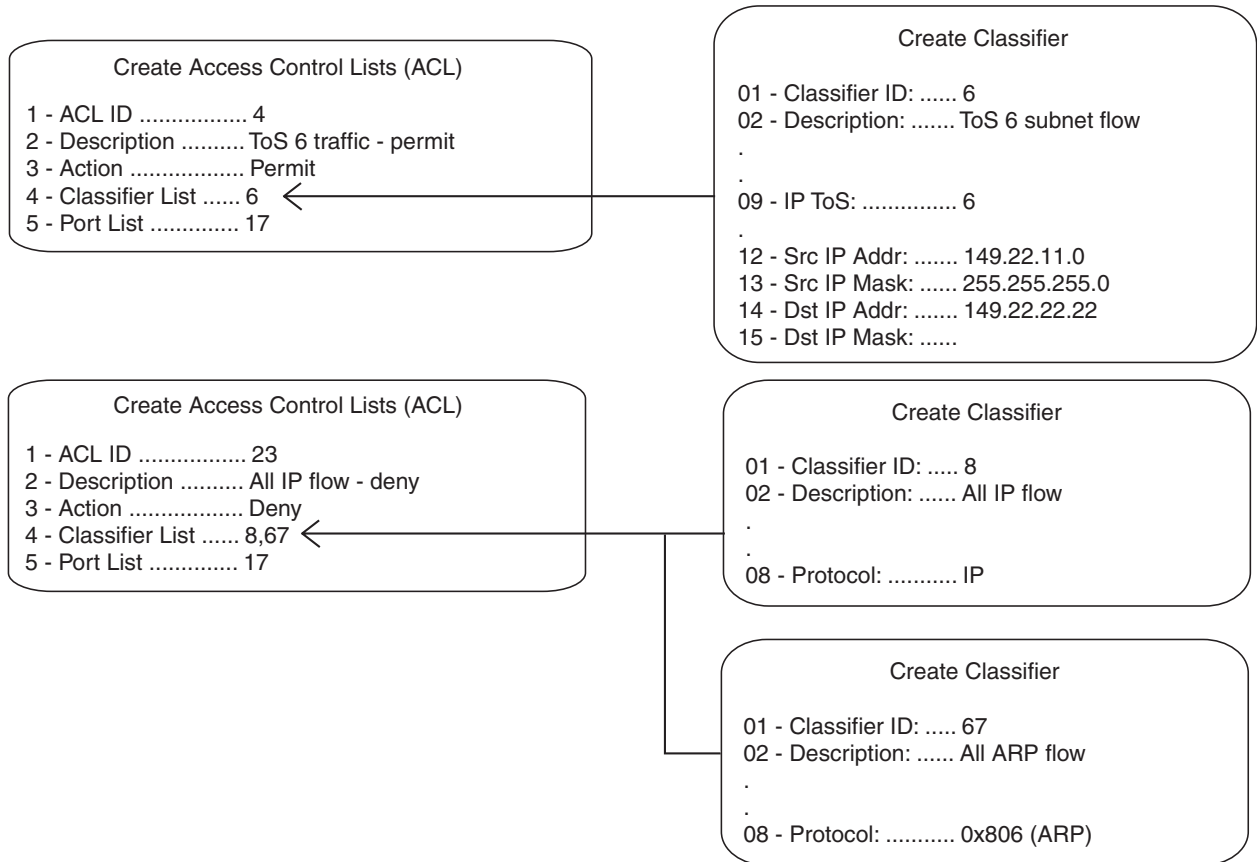 Create Access Control Lists (ACL)
1 - ACL ID ................. 4
2 - Description .......... ToS 6 traffic - permit
3 - Action .................. Permit
4 - Classifier List ...... 6
5 - Port List .............. 17
Create Classifier
01 - Classifier ID: ...... 6
02 - Description: ....... ToS 6 subnet flow
.
.
09 - IP ToS: ............... 6
.
12 - Src IP Addr: ....... 149.22.11.0
13 - Src IP Mask: ...... 255.255.255.0
14 - Dst IP Addr: ....... 149.22.22.22
15 - Dst IP Mask: ......
Create Access Control Lists (ACL)
1 - ACL ID ................. 23
2 - Description .......... All IP flow - deny
3 - Action .................. Deny
4 - Classifier List ...... 8,67
5 - Port List .............. 17
Create Classifier
01 - Classifier ID: ..... 8
02 - Description: ...... All IP flow
.
.
08 - Protocol: ........... IP
Create Classifier
01 - Classifier ID: ..... 67
02 - Description: ...... All ARP flow
.
.
08 - Protocol: ........... 0x806 (ARP)